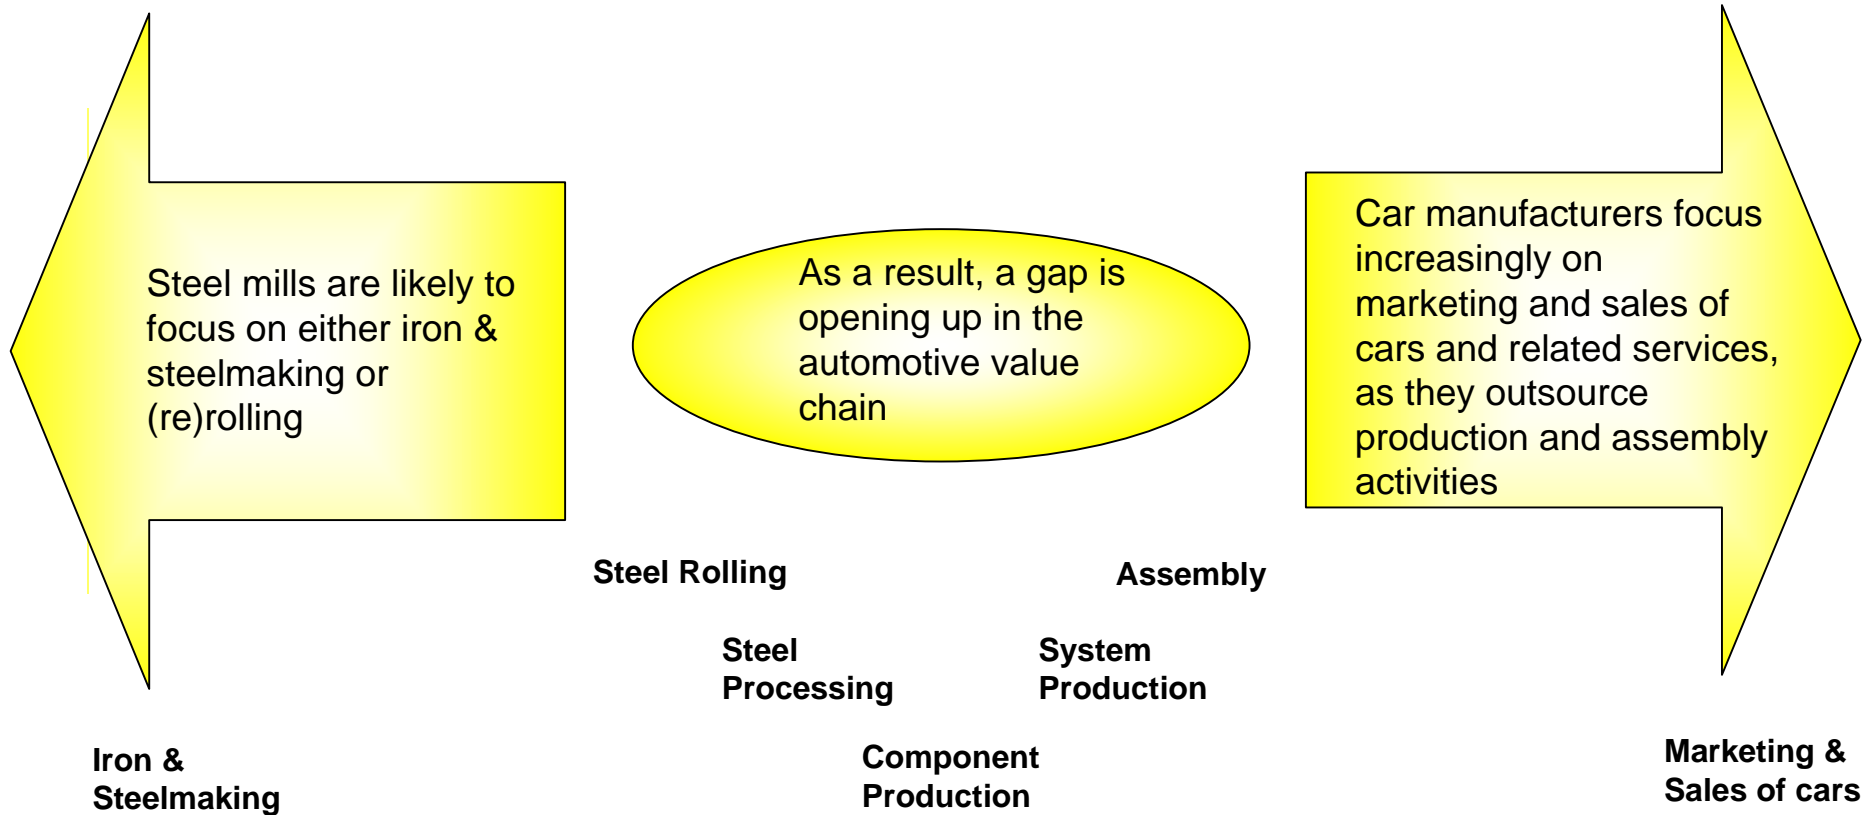 Steel mills are likely to
focus on either iron &
steelmaking or
(re)rolling
As a result, a gap is
opening up in the
automotive value
chain
Car manufacturers focus
increasingly on
marketing and sales of
cars and related services,
as they outsource
production and assembly
activities
Steel Rolling
Assembly
Steel
Processing
System
Production
Iron &
Steelmaking
Component
Production
Marketing &
Sales of cars